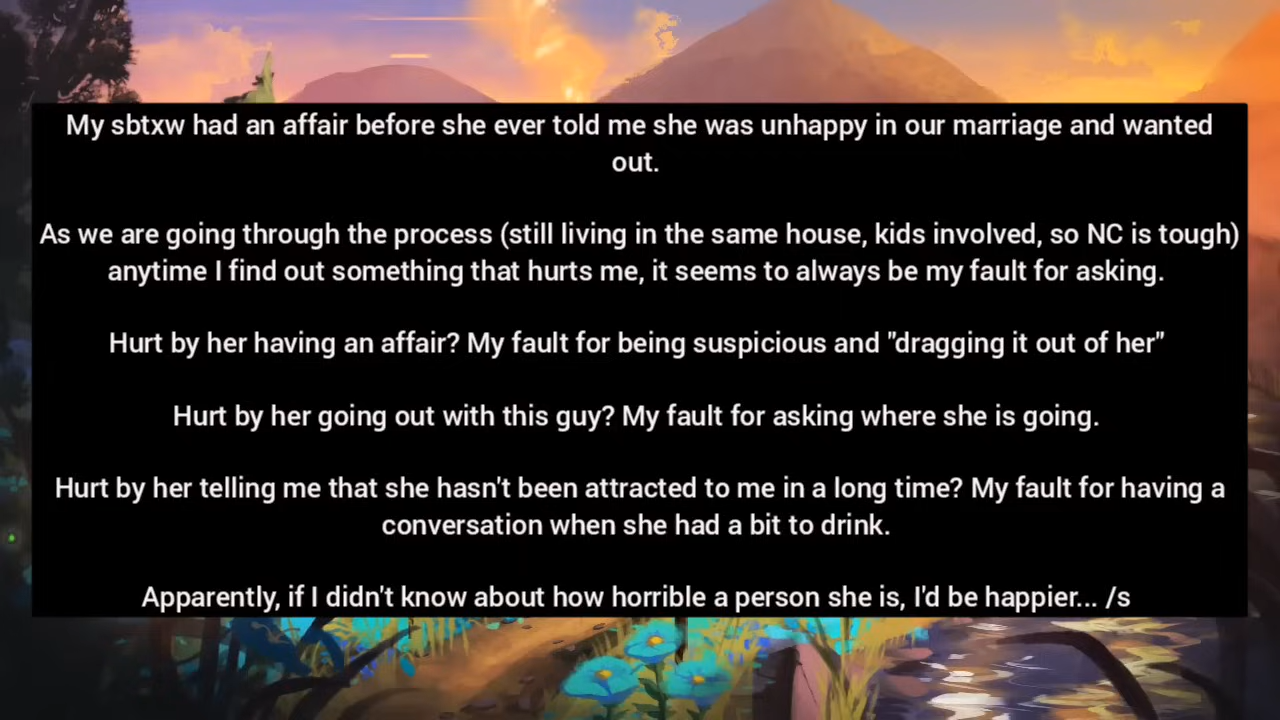 My sbtxw had an affair before she ever told me she was unhappy in our marriage and wanted
out.
As we are going through the process (still living in the same house, kids involved, so NC is tough)
anytime I find out something that hurts me, it seems to always be my fault for asking.
Hurt by her having an affair? My fault for being suspicious and "dragging it out of her"
Hurt by her going out with this guy? My fault for asking where she is going.
Hurt by her telling me that she hasn't been attracted to me in a long time? My fault for having a
conversation when she had a bit to drink.
Apparently, if I didn't know about how horrible a person she is, I'd be happier... /s